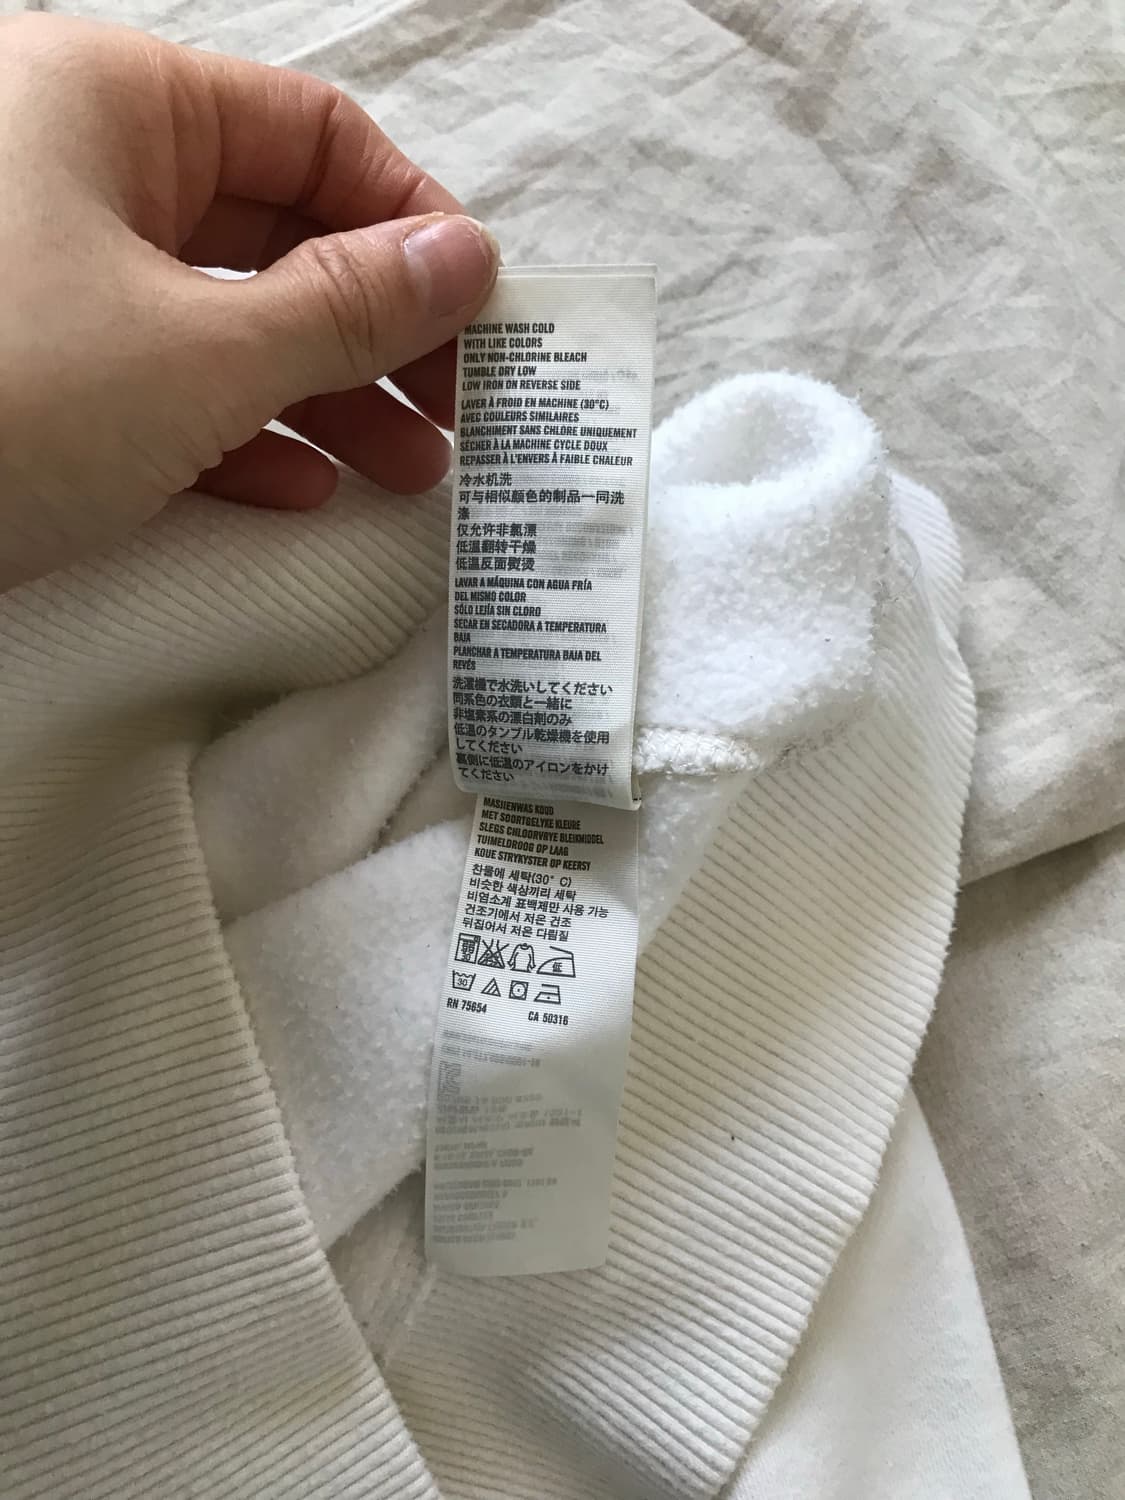 MACHINE WASH COLD
WITH LIKE COLORS
ONLY NON-CHLORINE BLEACH
TUMBLE DRY LOW
LOW IRON ON REVERSE SIDE
LAVER À FROID EN MACHINE (30°C)
AVEC COULEURS SIMILAIRES
BLANCHIMENT SANS CHLORE UNIQUEMENT
SÉCHER À LA MACHINE CYCLE DOUX
REPASSER À L'ENVERS À FAIBLE CHALEUR
冷水机洗
可与相似颜色的制品一同洗
涤
仅允许非氯漂
低温翻转干燥
低温反面熨烫
LAVAR A MÁQUINA CON AGUA FRÍA
DEL MISMO COLOR
SÓLO LEJÍA SIN CLORO
SECAR EN SECADORA A TEMPERATURA
BAJA
PLANCHAR A TEMPERATURA BAJA DEL
REVÉS
洗濯機で水洗いしてください
同系色の衣類と一緒に
非塩素系の漂白剤のみ
低温のタンブル乾燥機を使用
してください
裏側に低温のアイロンをかけ
てください
MASJIENWAS KOUD
MET SOORTGELYKE KLEURE
SLEGS CHLOORVRYE BLEIKMIDDEL
TUIMELDROOG OP LAAG
KOUE STRYKYSTER OP KEERSY
찬물에 세탁(30° C)
비슷한 색상끼리 세탁
비염소계 표백제만 사용 가능
건조기에서 저온 건조
뒤집어서 저온 다림질
30 低
30
RN 75654 CA 50316